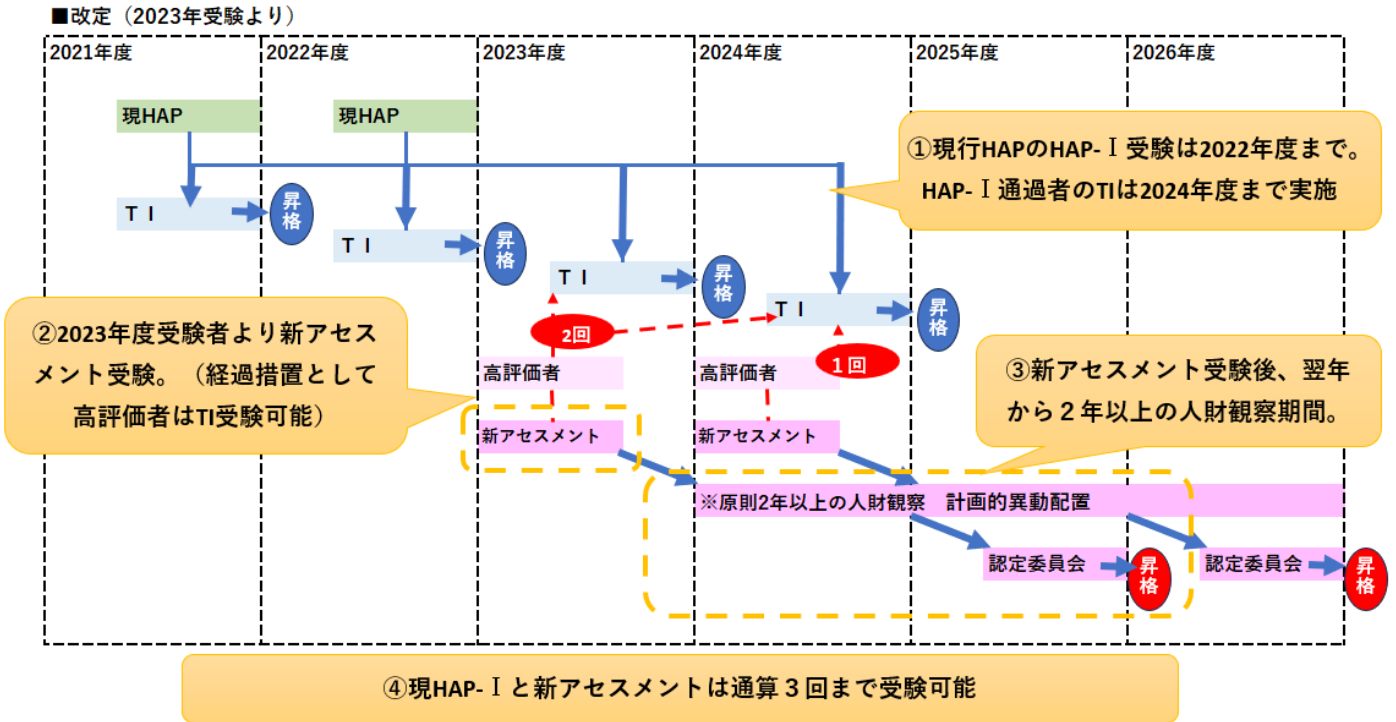 ■改定（2023年受験より）
2021年度
2022年度
2023年度
2024年度
2025年度
2026年度
現HAP
現HAP
①現行HAPのHAP-Ⅰ受験は2022年度まで。
HAP-Ⅰ通過者のTIは2024年度まで実施
ＴＩ
昇格
ＴＩ
昇格
ＴＩ
昇格
ＴＩ
昇格
②2023年度受験者より新アセス
メント受験。（経過措置として
高評価者はTI受験可能）
2回
1回
高評価者
高評価者
③新アセスメント受験後、翌年
から２年以上の人財観察期間。
新アセスメント
新アセスメント
※原則2年以上の人財観察　計画的異動配置
認定委員会
昇格
認定委員会
昇格
④現HAP-Ⅰと新アセスメントは通算３回まで受験可能